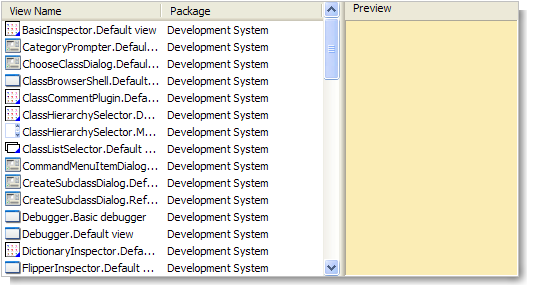 View Name Package Preview
BasicInspector.Default view Development System
CategoryPrompter.Defau... Development System
ChooseClassDialog.Defaul... Development System
ClassBrowserShell.Default... Development System
ClassCommentPlugin.Defa... Development System
ClassHierarchySelector.D... Development System
ClassHierarchySelector.M... Development System
ClassListSelector.Default ... Development System
CommandMenuItemDialog... Development System
CreateSubclassDialog.Def... Development System
CreateSubclassDialog.Ref... Development System
Debugger.Basic debugger Development System
Debugger.Default view Development System
DictionaryInspector.Defa... Development System
FlipperInspector.Default ... Development System